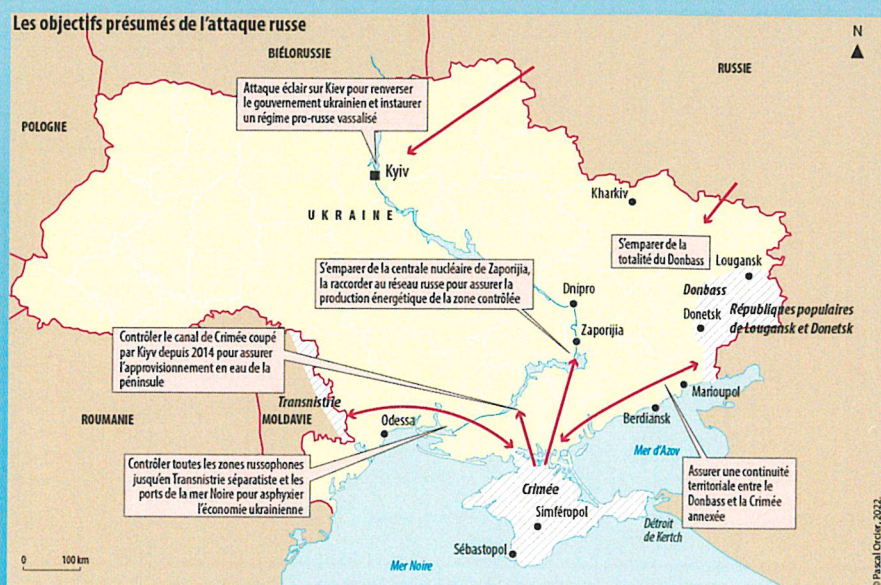 Les objectifs présumés de l'attaque russe
N
BIÉLORUSSIE
RUSSIE
Attaque éclair sur Kiev pour renverser
le gouvernement ukrainien et instaurer
un régime pro-russe vassalisé
POLOGNE
Kyiv
Kharkiv
UKRAINE
S'emparer de la
totalité du Donbass
Lougansk
S'emparer de la centrale nucléaire de Zaporijia,
la raccorder au réseau russe pour assurer la
production énergétique de la zone contrôlée
Donbass
Dnipro
Républiques populaires
de Lougansk et Donetsk
Donetsk
Zaporijia
Contrôler le canal de Crimée coupé
par Kiyv depuis 2014 pour assurer
l'approvisionnement en eau de la
péninsule
Marioupol
Transnistrie
Berdiansk
ROUMANIE
MOLDAVIE
Odessa
Mer d'Azov
Contrôler toutes les zones russophones
jusqu'en Transnistrie séparatiste et les
ports de la mer Noire pour asphyxier
l'économie ukrainienne
Assurer une continuité
territoriale entre le
Donbass et la Crimée
annexée
Crimée
Simféropol
Détroit
de Kertch
Sébastopol
Mer Noire
0 100 km
Pascal Orcier, 2022.